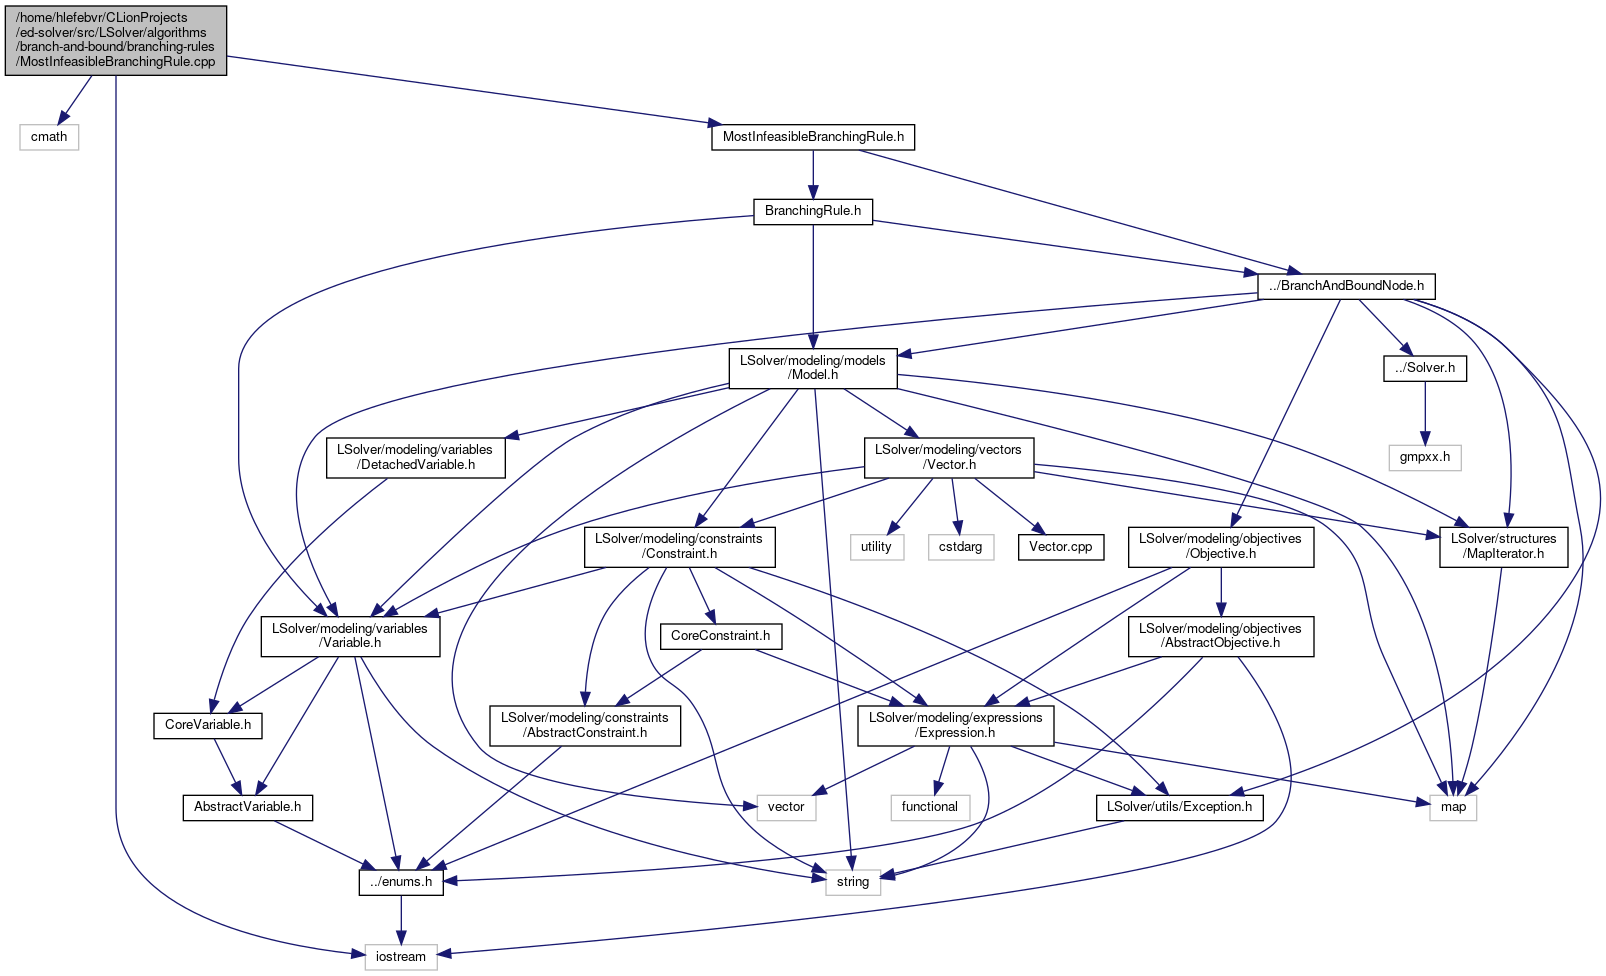 /home/hlefebvr/CLionProjects
/ed-solver/src/LSolver/algorithms
/branch-and-bound/branching-rules
/MostInfeasibleBranchingRule.cpp
cmath
MostInfeasibleBranchingRule.h
BranchingRule.h
../BranchAndBoundNode.h
LSolver/modeling/models
/Model.h
../Solver.h
LSolver/modeling/variables
/DetachedVariable.h
LSolver/modeling/vectors
/Vector.h
gmpxx.h
LSolver/modeling/constraints
/Constraint.h
utility
cstdarg
Vector.cpp
LSolver/modeling/objectives
/Objective.h
LSolver/structures
/MapIterator.h
LSolver/modeling/variables
/Variable.h
CoreConstraint.h
LSolver/modeling/objectives
/AbstractObjective.h
CoreVariable.h
LSolver/modeling/constraints
/AbstractConstraint.h
LSolver/modeling/expressions
/Expression.h
AbstractVariable.h
vector
functional
LSolver/utils/Exception.h
map
../enums.h
string
iostream